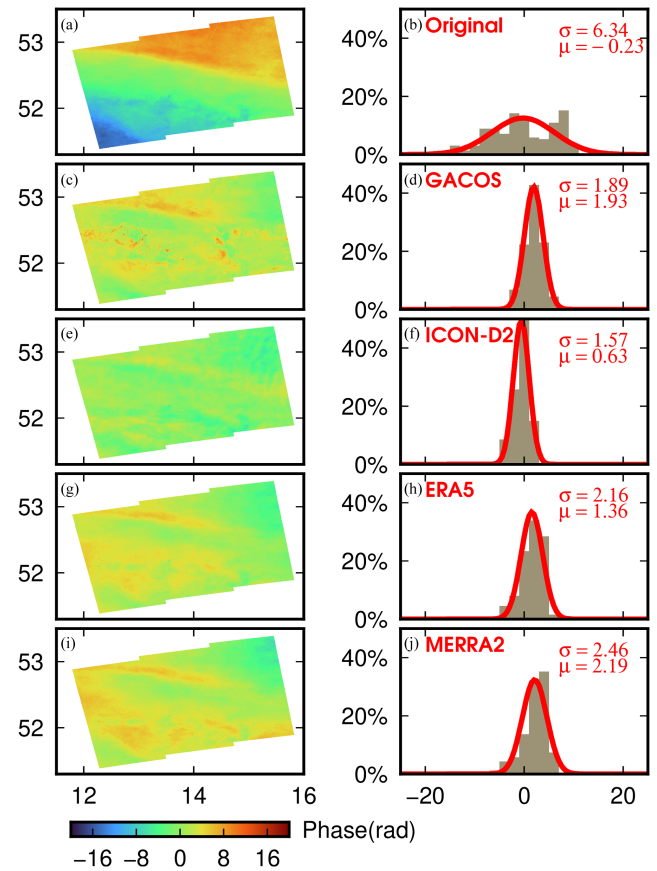 (a)
53
52
(b) Original
σ = 6.34
μ = − 0.23
40%
20%
0%
(c)
53
52
(d) GACOS
σ = 1.89
μ = 1.93
40%
20%
0%
(e)
53
52
(f) ICON-D2
σ = 1.57
μ = 0.63
40%
20%
0%
(g)
53
52
(h) ERA5
σ = 2.16
μ = 1.36
40%
20%
0%
(i)
53
52
(j) MERRA2
σ = 2.46
μ = 2.19
40%
20%
0%
12 14 16
−20 0 20
Phase(rad)
−16 −8 0 8 16